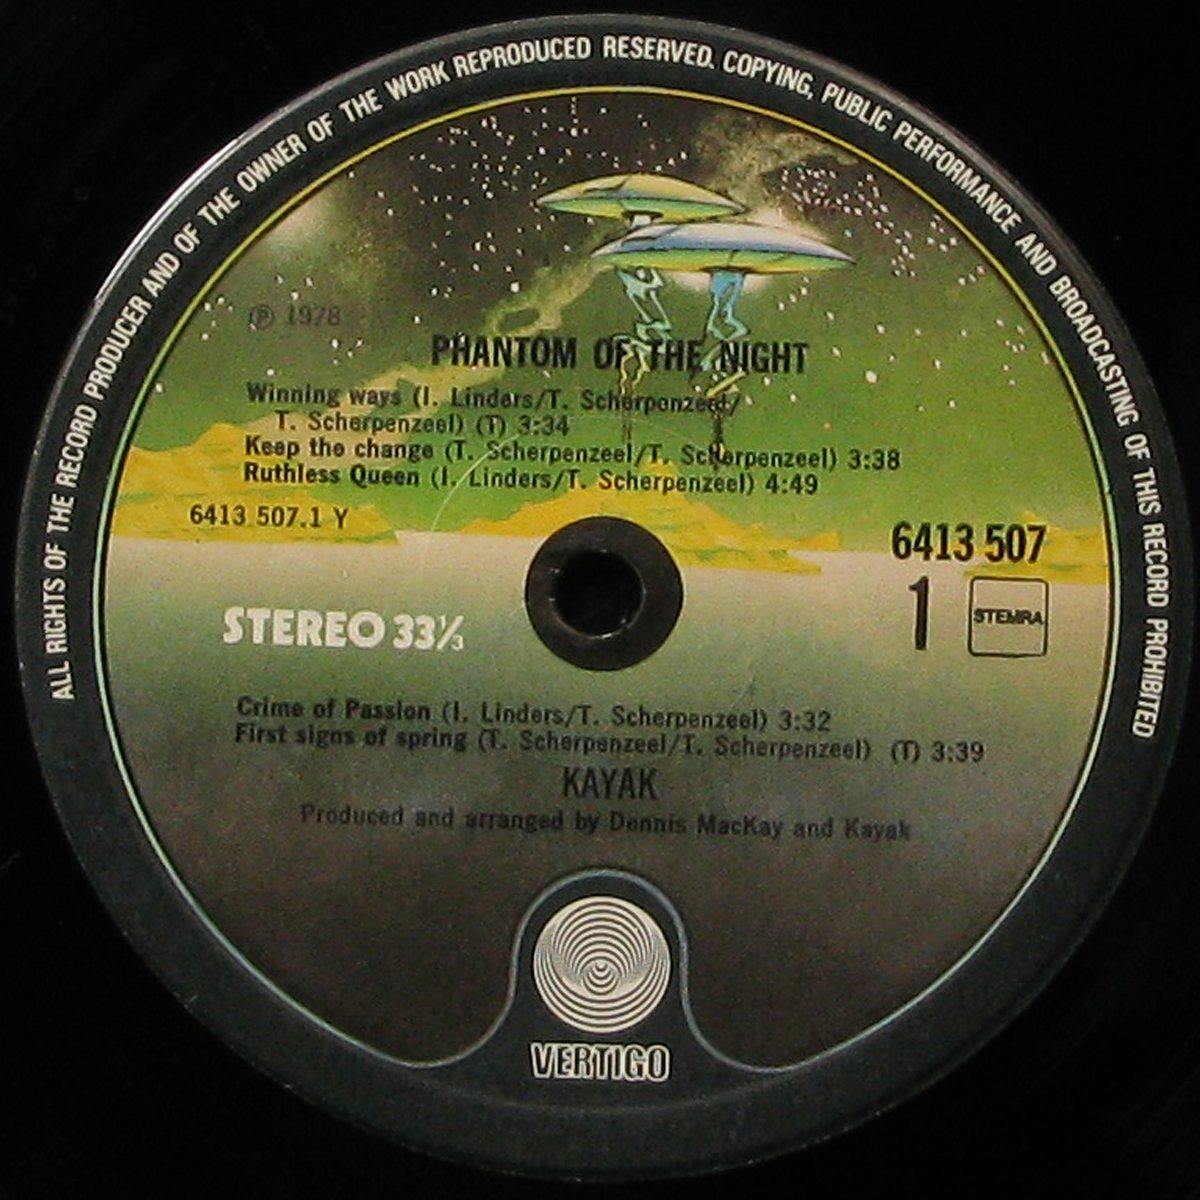 ALL RIGHTS OF THE RECORD PRODUCER AND OF THE OWNER OF THE WORK REPRODUCED RESERVED. COPYING, PUBLIC PERFORMANCE AND BROADCASTING OF THIS RECORD PROHIBITED
℗ 1978
PHANTOM OF THE NIGHT
Winning ways (I. Linders/T. Scherpenzeel/
T. Scherpenzeel) (T) 3:34
Keep the change (T. Scherpenzeel/T. Scherpenzeel) 3:38
Ruthless Queen (I. Linders/T. Scherpenzeel) 4:49
6413 507.1 Y
6413 507
1
STEMRA
STEREO 33⅓
Crime of Passion (I. Linders/T. Scherpenzeel) 3:32
First signs of spring (T. Scherpenzeel/T. Scherpenzeel) (T) 3:39
KAYAK
Produced and arranged by Dennis MacKay and Kayak
VERTIGO